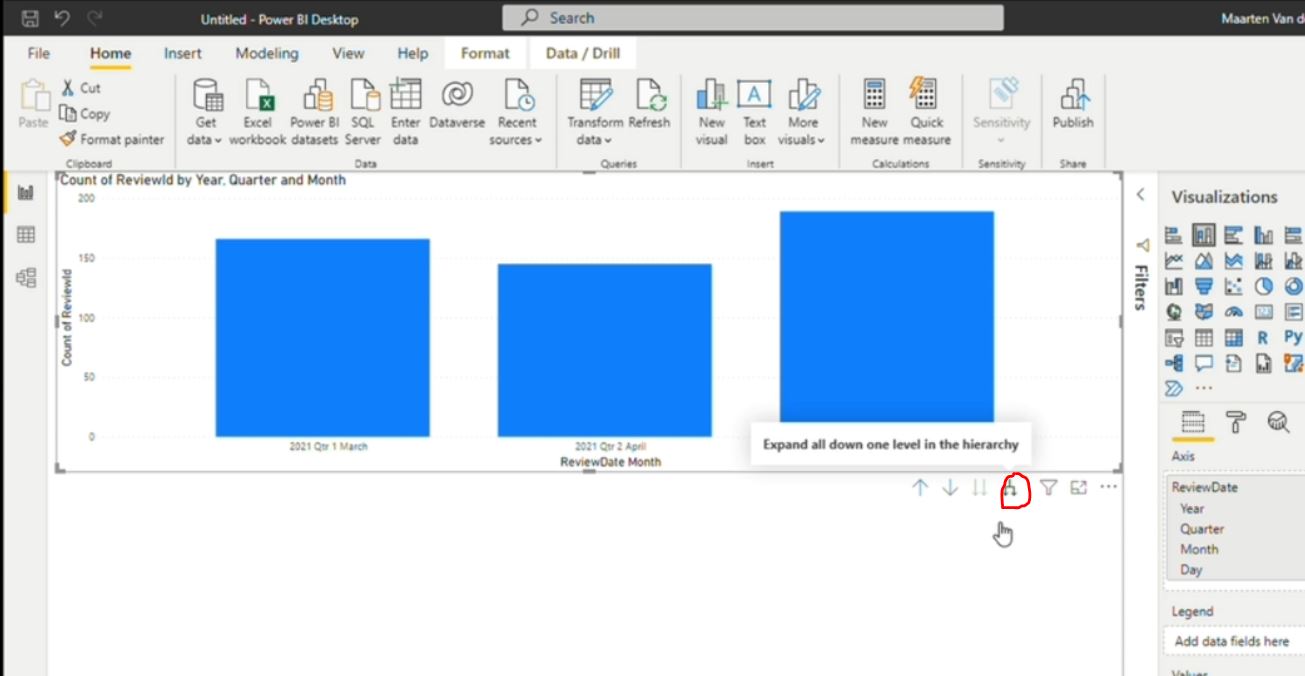 Untitled - Power BI Desktop
Search
Maarten Van
File Home Insert Modeling View Help Format Data / Drill
Paste
Cut
Copy
Format painter
Clipboard
Get data
Excel workbook
Power BI datasets
SQL Server
Enter data
Dataverse
Recent sources
Data
Transform data
Refresh
Queries
New visual
Text box
More visuals
Insert
New measure
Quick measure
Calculations
Sensitivity
Sensitivity
Publish
Share
Count of ReviewId by Year, Quarter and Month
200
150
100
50
0
Count of ReviewId
2021 Qtr 1 March
2021 Qtr 2 April
ReviewDate Month
Expand all down one level in the hierarchy
Filters
Visualizations
R
Py
Axis
ReviewDate
Year
Quarter
Month
Day
Legend
Add data fields here
Values